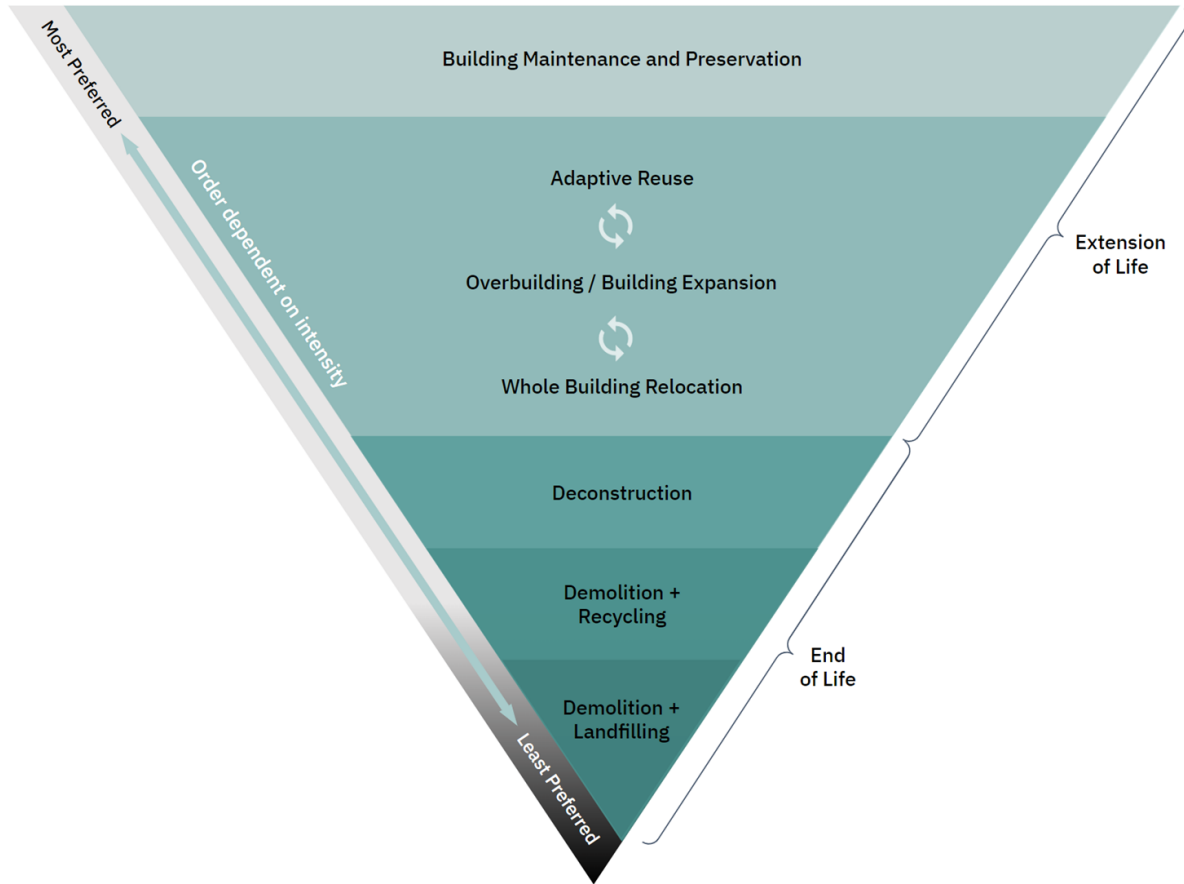 Most Preferred
Building Maintenance and Preservation
Order dependent on intensity
Adaptive Reuse
Overbuilding / Building Expansion
Whole Building Relocation
Extension
of Life
Deconstruction
Demolition +
Recycling
End
of Life
Demolition +
Landfilling
Least Preferred